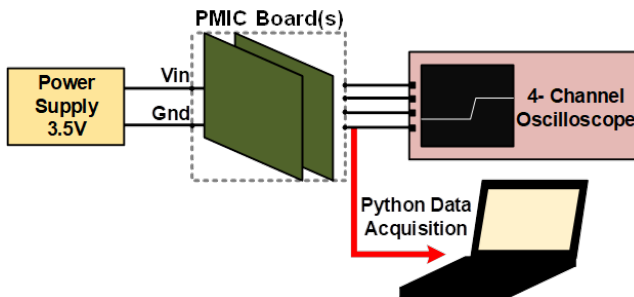 PMIC Board(s)
Power
Supply
3.5V
Vin
Gnd
4- Channel
Oscilloscope
Python Data
Acquisition